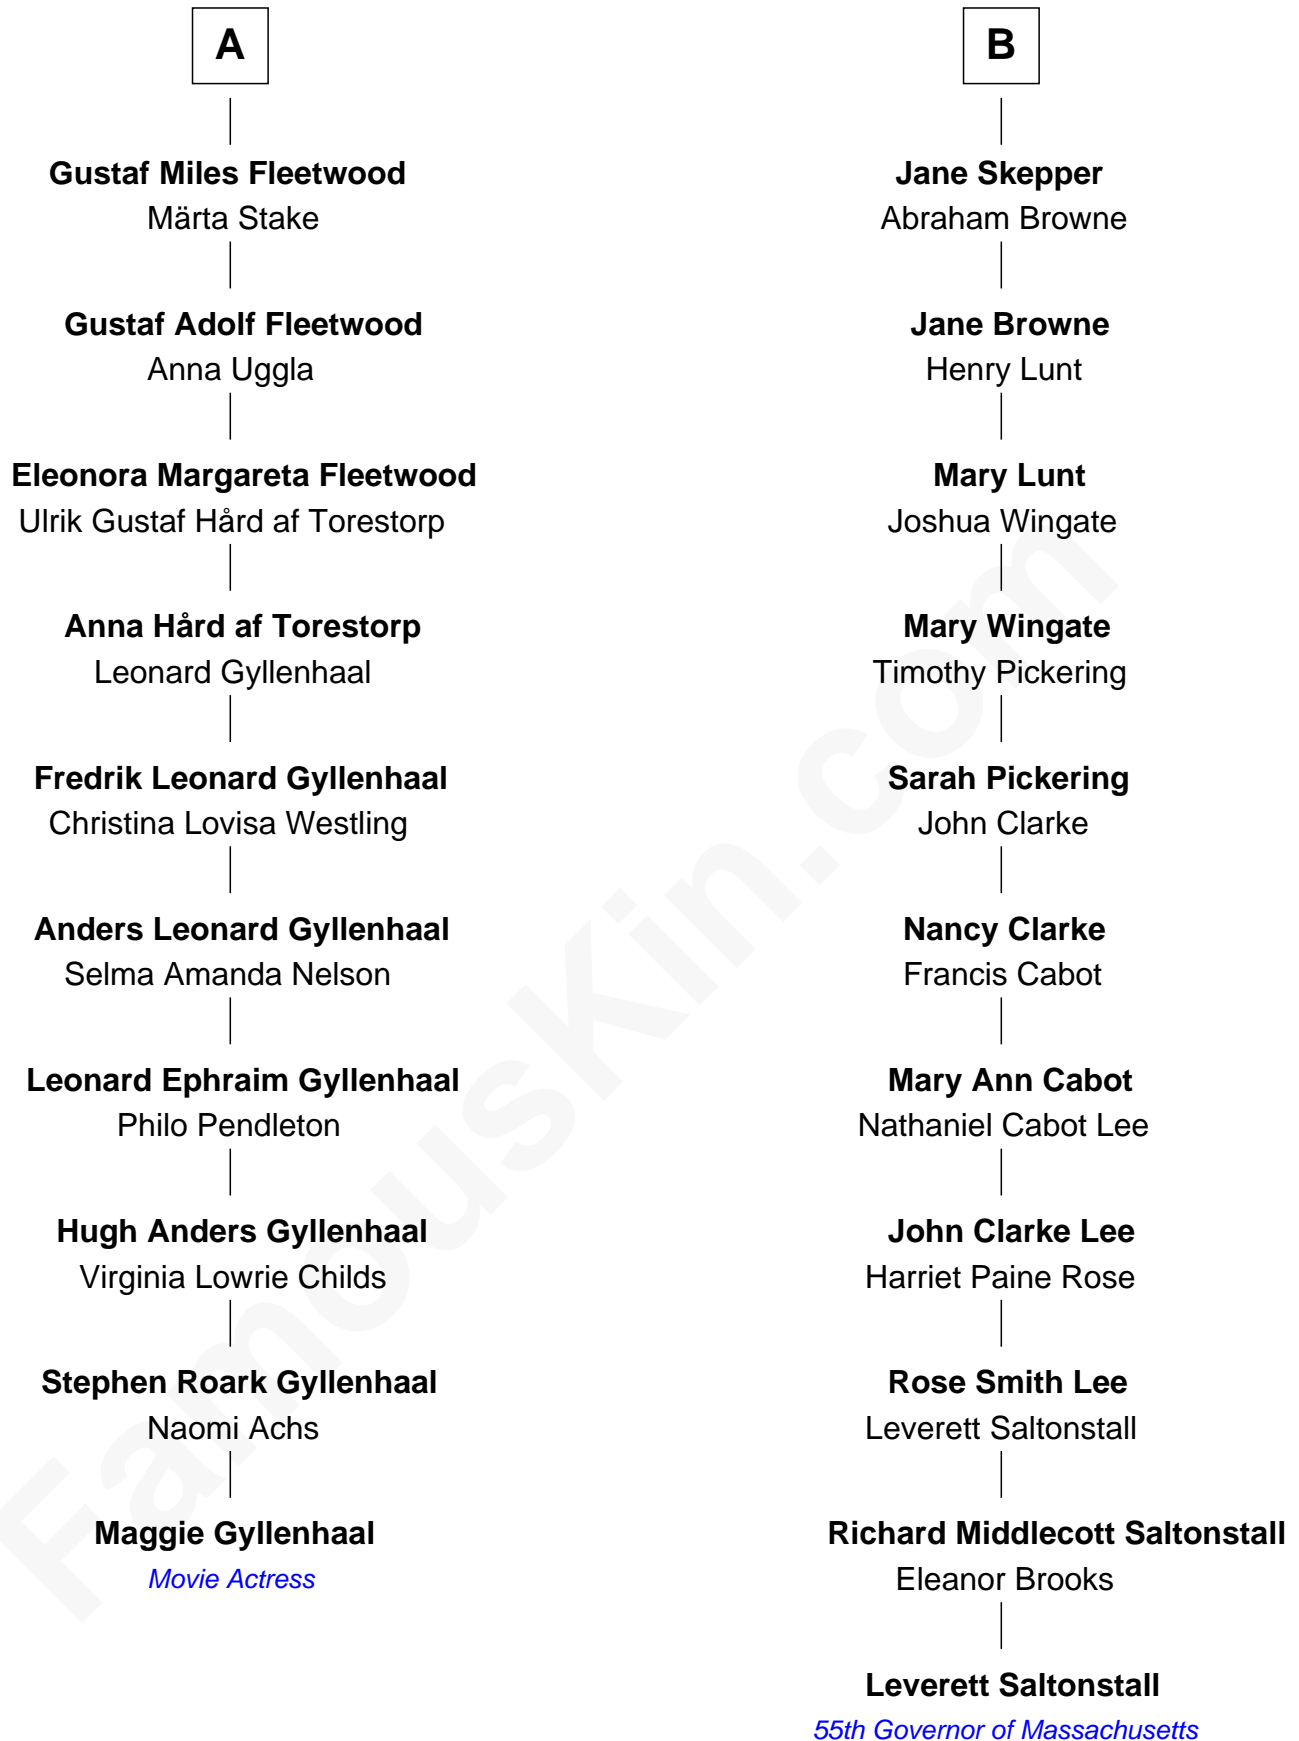 A
Gustaf Miles Fleetwood
Märta Stake
Gustaf Adolf Fleetwood
Anna Uggla
Eleonora Margareta Fleetwood
Ulrik Gustaf Hård af Torestorp
Anna Hård af Torestorp
Leonard Gyllenhaal
Fredrik Leonard Gyllenhaal
Christina Lovisa Westling
Anders Leonard Gyllenhaal
Selma Amanda Nelson
Leonard Ephraim Gyllenhaal
Philo Pendleton
Hugh Anders Gyllenhaal
Virginia Lowrie Childs
Stephen Roark Gyllenhaal
Naomi Achs
Maggie Gyllenhaal
Movie Actress
B
Jane Skepper
Abraham Browne
Jane Browne
Henry Lunt
Mary Lunt
Joshua Wingate
Mary Wingate
Timothy Pickering
Sarah Pickering
John Clarke
Nancy Clarke
Francis Cabot
Mary Ann Cabot
Nathaniel Cabot Lee
John Clarke Lee
Harriet Paine Rose
Rose Smith Lee
Leverett Saltonstall
Richard Middlecott Saltonstall
Eleanor Brooks
Leverett Saltonstall
55th Governor of Massachusetts
FamousKin.com